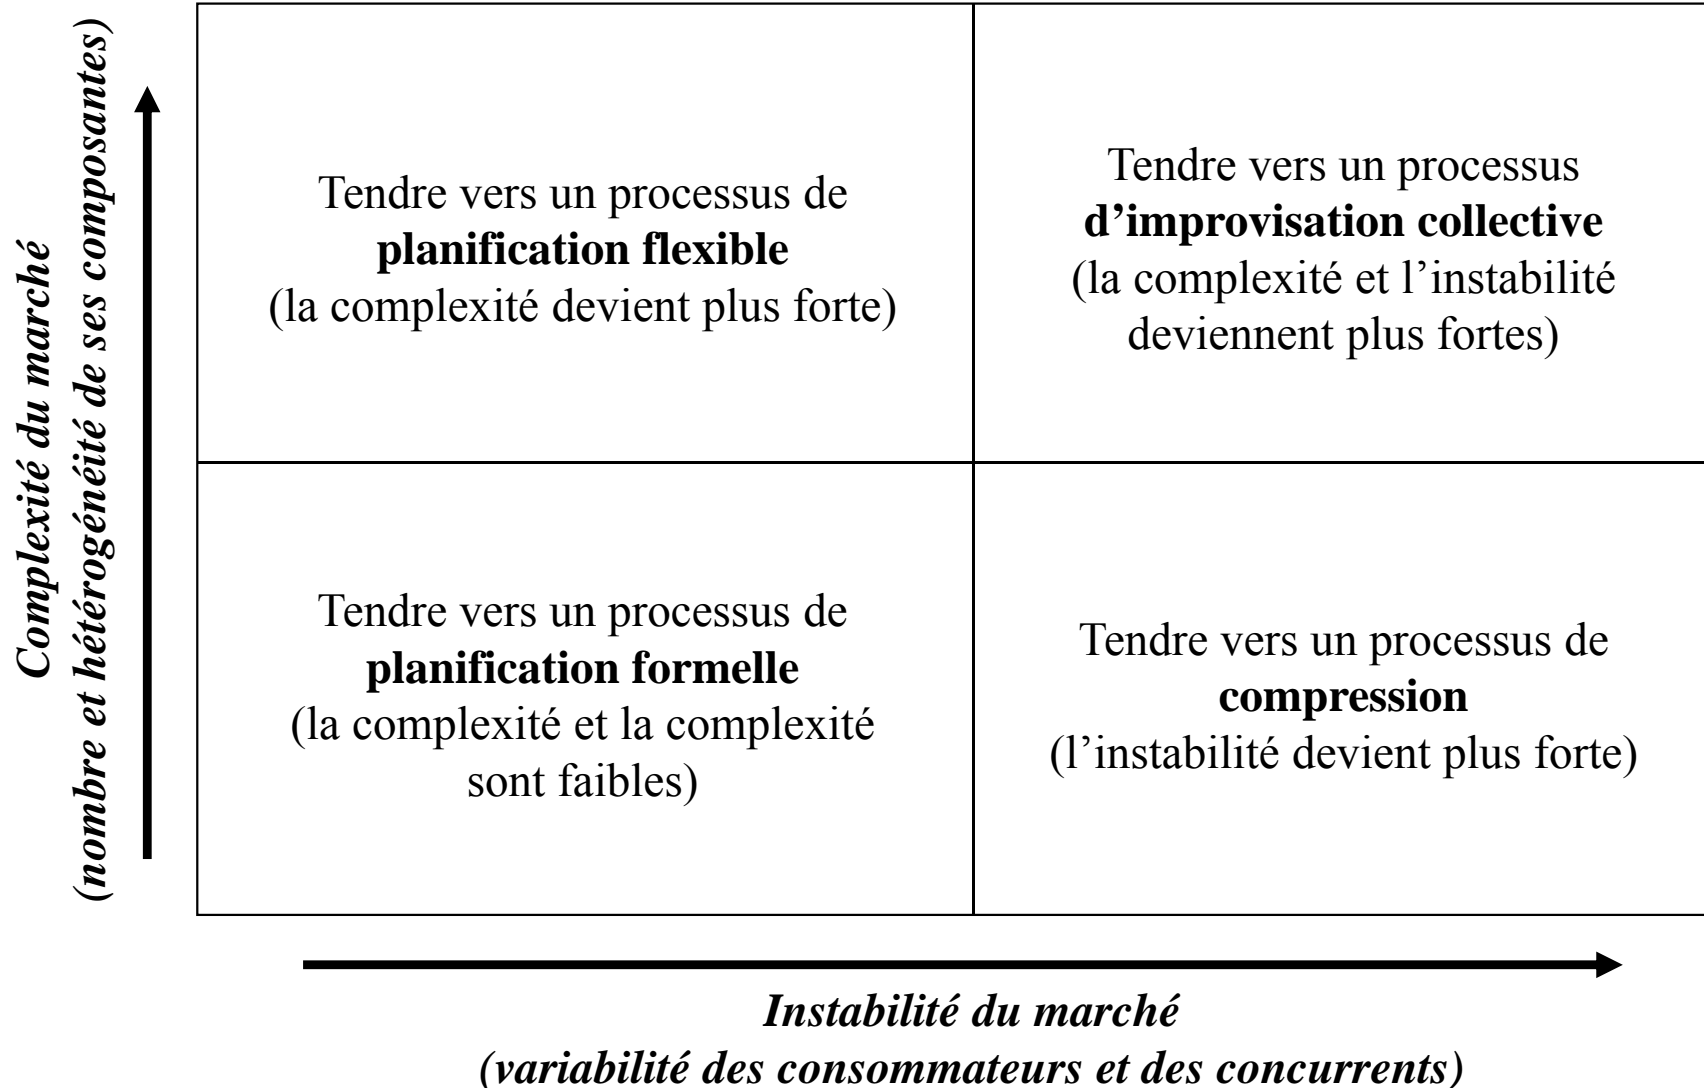 Complexité du marché
(nombre et hétérogénéité de ses composantes)
Tendre vers un processus de
planification flexible
(la complexité devient plus forte)
Tendre vers un processus
d’improvisation collective
(la complexité et l’instabilité
deviennent plus fortes)
Tendre vers un processus de
planification formelle
(la complexité et la complexité
sont faibles)
Tendre vers un processus de
compression
(l’instabilité devient plus forte)
Instabilité du marché
(variabilité des consommateurs et des concurrents)